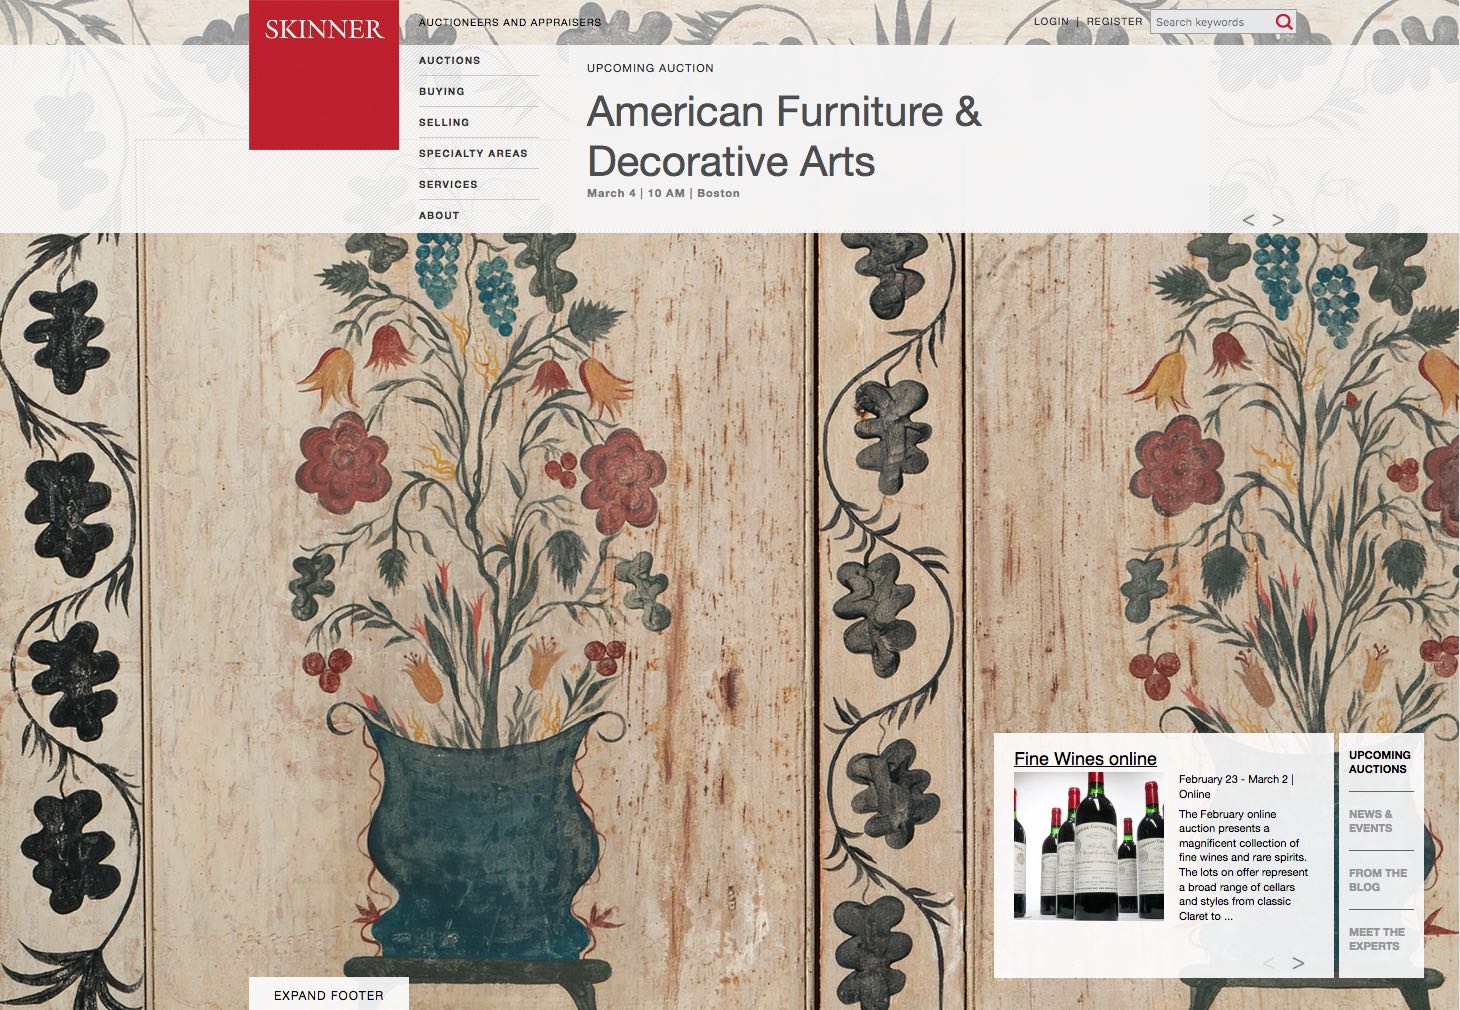 SKINNER
AUCTIONEERS AND APPRAISERS
LOGIN | REGISTER
Search keywords
AUCTIONS
BUYING
SELLING
SPECIALTY AREAS
SERVICES
ABOUT
UPCOMING AUCTION
American Furniture &
Decorative Arts
March 4 | 10 AM | Boston
< >
Fine Wines online
February 23 - March 2 |
Online
The February online
auction presents a
magnificent collection of
fine wines and rare spirits.
The lots on offer represent
a broad range of cellars
and styles from classic
Claret to ...
< >
UPCOMING
AUCTIONS
NEWS &
EVENTS
FROM THE
BLOG
MEET THE
EXPERTS
EXPAND FOOTER